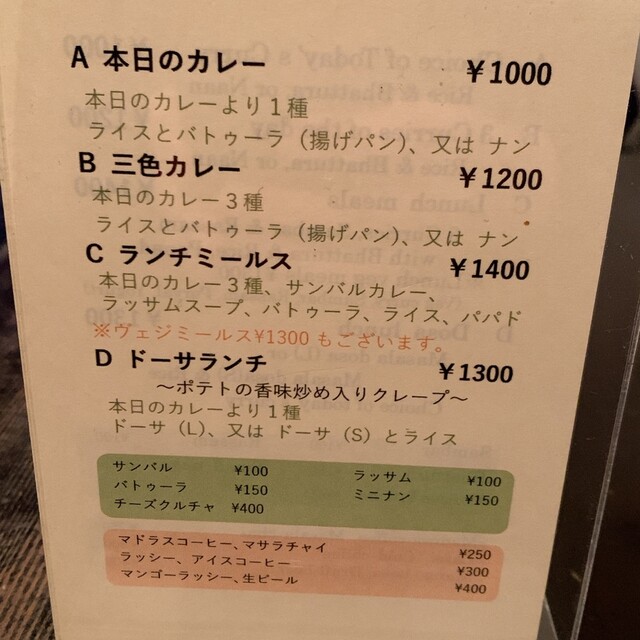 A 本日のカレー ¥1000
本日のカレーより1種
ライスとバトゥーラ(揚げパン)、又は ナン
B 三色カレー ¥1200
本日のカレー3種
ライスとバトゥーラ(揚げパン)、又は ナン
C ランチミールス ¥1400
本日のカレー3種、サンバルカレー、
ラッサムスープ、バトゥーラ、ライス、パパド
※ヴェジミールス¥1300 もございます。
D ドーサランチ ¥1300
〜ポテトの香味炒め入りクレープ〜
本日のカレーより1種
ドーサ(L)、又は ドーサ(S)とライス
サンバル ¥100 ラッサム ¥100
バトゥーラ ¥150 ミニナン ¥150
チーズクルチャ ¥400
マドラスコーヒー、マサラチャイ ¥250
ラッシー、アイスコーヒー ¥300
マンゴーラッシー、生ビール ¥400